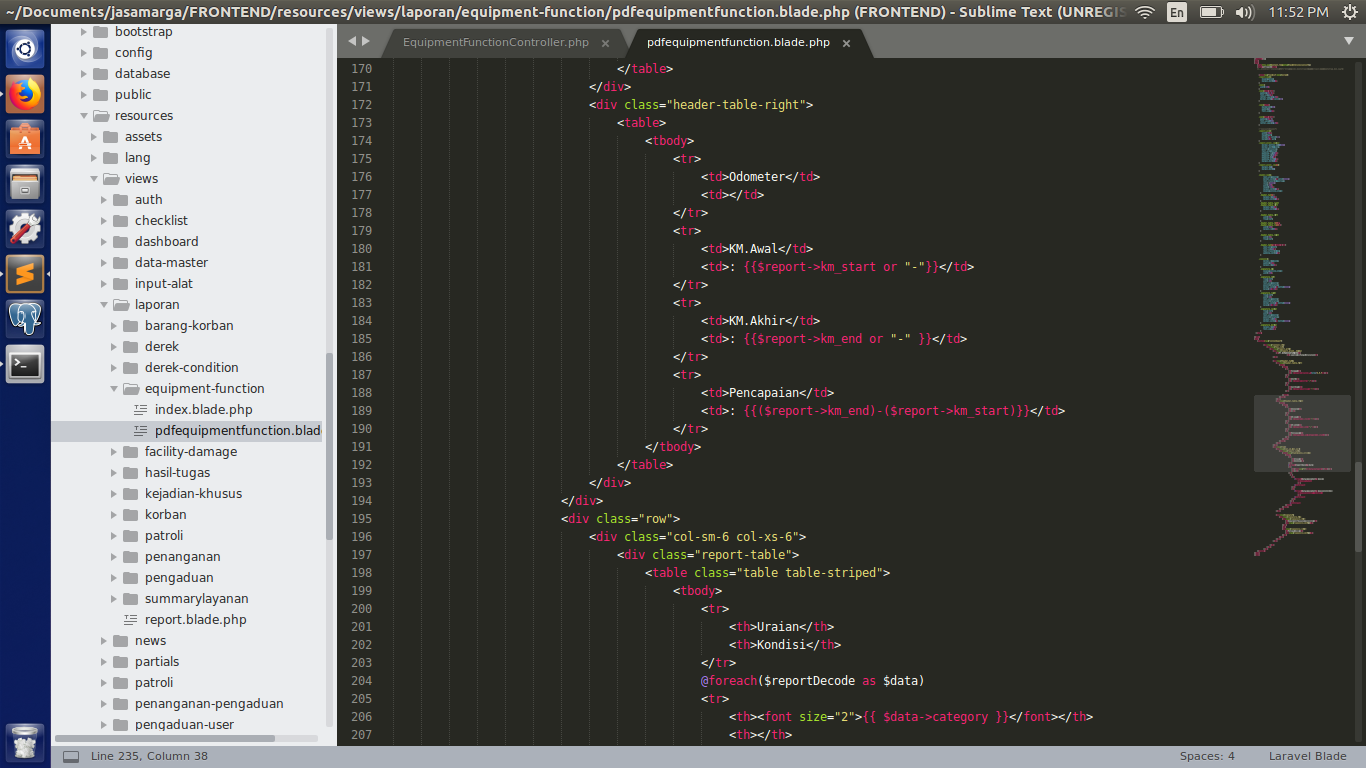 ~/Documents/jasamarga/FRONTEND/resources/views/laporan/equipment-function/pdfequipmentfunction.blade.php (FRONTEND) - Sublime Text (UNREGIS
En
11:52 PM
bootstrap
config
database
public
resources
assets
lang
views
auth
checklist
dashboard
data-master
input-alat
laporan
barang-korban
derek
derek-condition
equipment-function
index.blade.php
pdfequipmentfunction.blade
facility-damage
hasil-tugas
kejadian-khusus
korban
patroli
penanganan
pengaduan
summarylayanan
report.blade.php
news
partials
patroli
penanganan-pengaduan
pengaduan-user
EquipmentFunctionController.php ×
pdfequipmentfunction.blade.php ×
170 </table>
171 </div>
172 <div class="header-table-right">
173 <table>
174 <tbody>
175 <tr>
176 <td>Odometer</td>
177 <td></td>
178 </tr>
179 <tr>
180 <td>KM.Awal</td>
181 <td>: {{$report->km_start or "-"}}</td>
182 </tr>
183 <tr>
184 <td>KM.Akhir</td>
185 <td>: {{$report->km_end or "-" }}</td>
186 </tr>
187 <tr>
188 <td>Pencapaian</td>
189 <td>: {{($report->km_end)-($report->km_start)}}</td>
190 </tr>
191 </tbody>
192 </table>
193 </div>
194 </div>
195 <div class="row">
196 <div class="col-sm-6 col-xs-6">
197 <div class="report-table">
198 <table class="table table-striped">
199 <tbody>
200 <tr>
201 <th>Uraian</th>
202 <th>Kondisi</th>
203 </tr>
204 @foreach($reportDecode as $data)
205 <tr>
206 <th><font size="2">{{ $data->category }}</font></th>
207 <th></th>
Line 235, Column 38
Spaces: 4
Laravel Blade